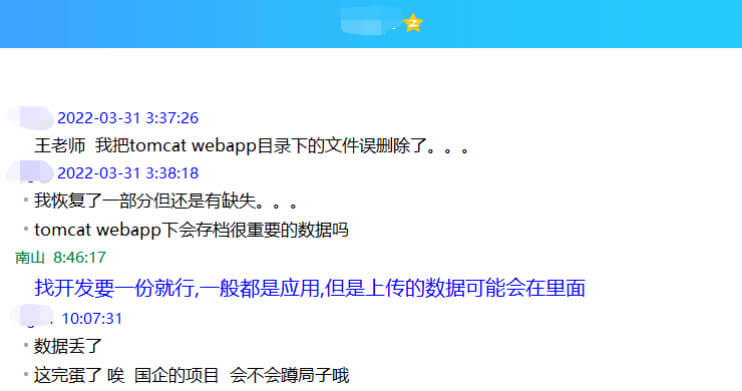 2022-03-31 3:37:26
王老师 我把tomcat webapp目录下的文件误删除了。。。
2022-03-31 3:38:18
我恢复了一部分但还是有缺失。。。
tomcat webapp下会存档很重要的数据吗
南山 8:46:17
找开发要一份就行,一般都是应用,但是上传的数据可能会在里面
10:07:31
数据丢了
这完蛋了 唉 国企的项目 会不会蹲局子哦